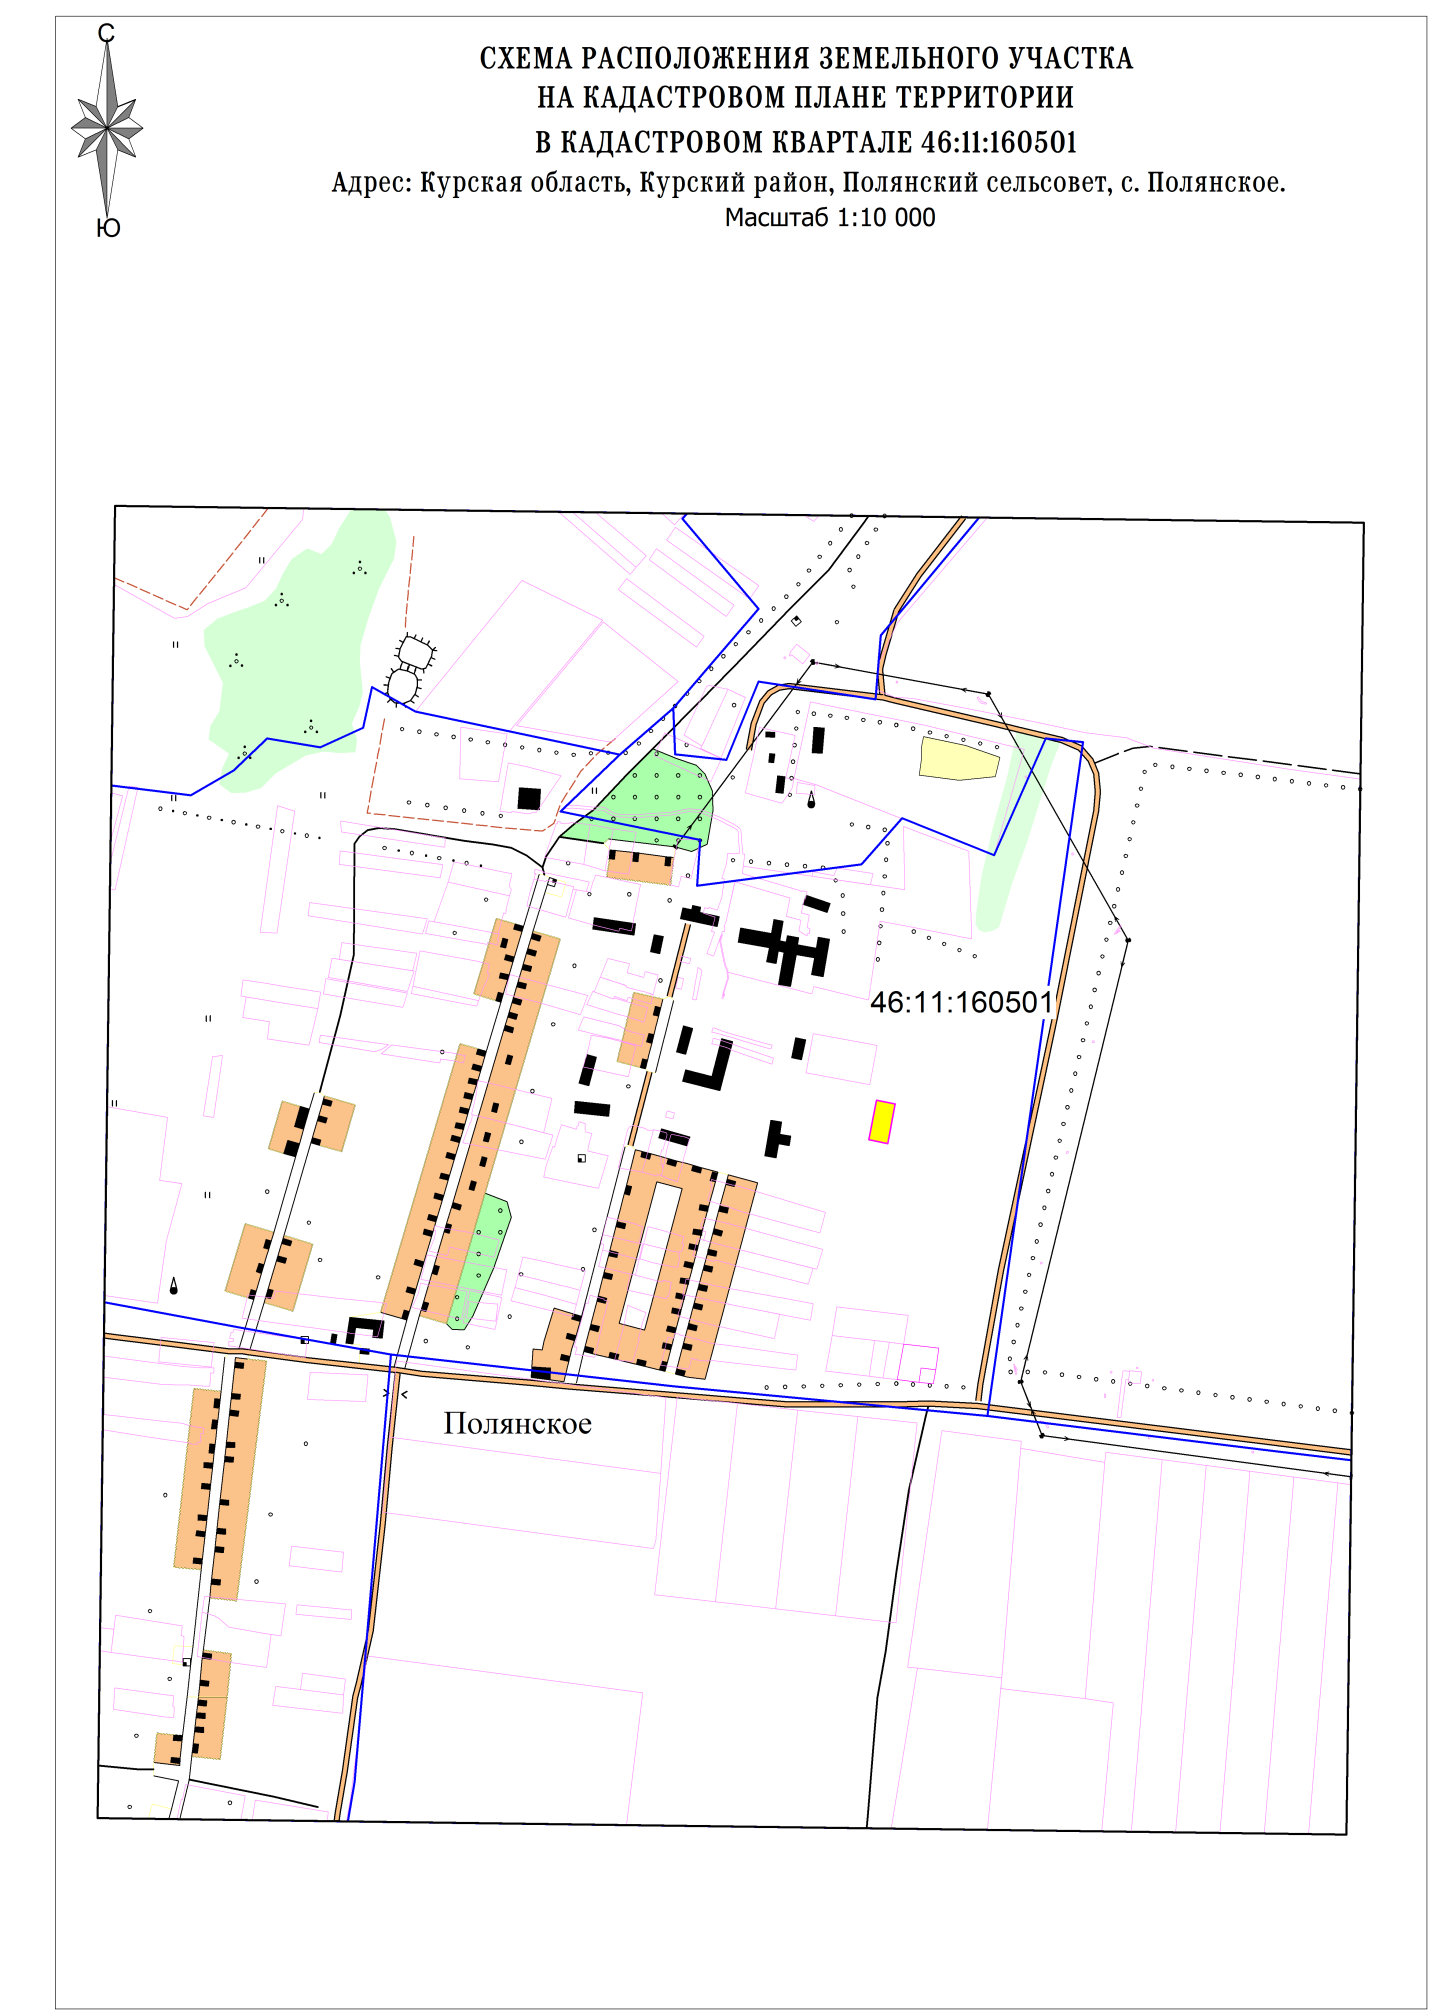 С
СХЕМА РАСПОЛОЖЕНИЯ ЗЕМЕЛЬНОГО УЧАСТКА
НА КАДАСТРОВОМ ПЛАНЕ ТЕРРИТОРИИ
В КАДАСТРОВОМ КВАРТАЛЕ 46:11:160501
Адрес: Курская область, Курский район, Полянский сельсовет, с. Полянское.
Масштаб 1:10 000
Ю
46:11:160501
Полянское